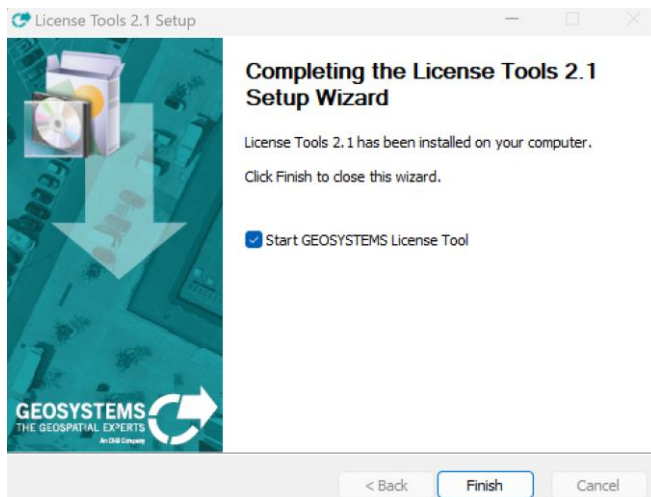 License Tools 2.1 Setup
Completing the License Tools 2.1
Setup Wizard
License Tools 2.1 has been installed on your computer.
Click Finish to close this wizard.
Start GEOSYSTEMS License Tool
GEOSYSTEMS
THE GEOSPATIAL EXPERTS
< Back
Finish
Cancel